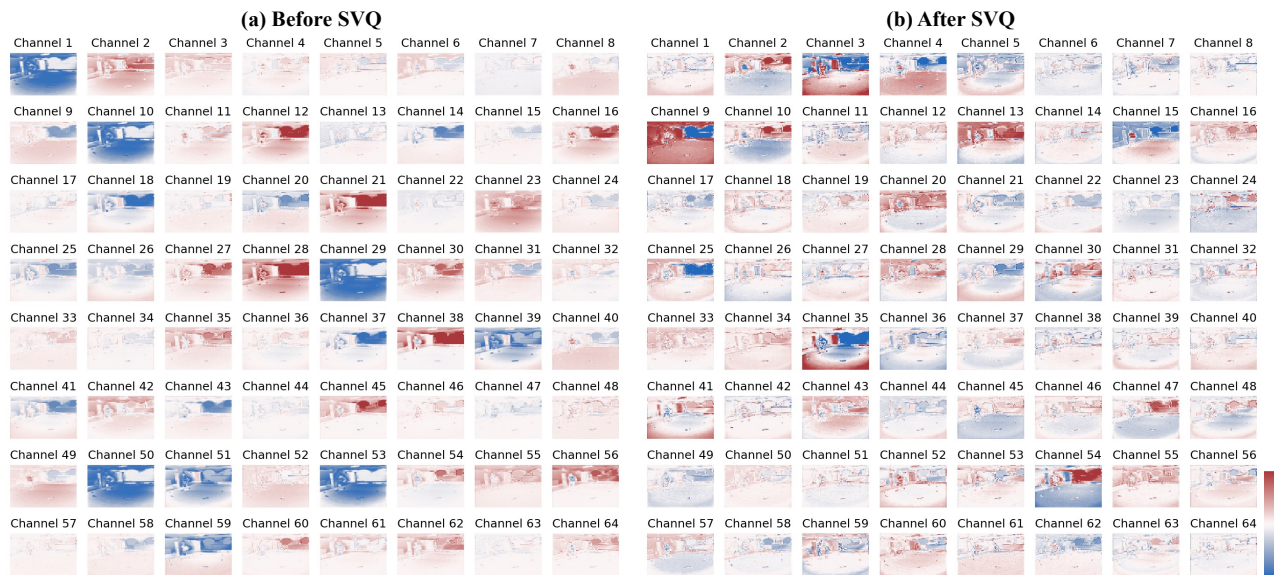 (a) Before SVQ
Channel 1 Channel 2 Channel 3 Channel 4 Channel 5 Channel 6 Channel 7 Channel 8
Channel 9 Channel 10 Channel 11 Channel 12 Channel 13 Channel 14 Channel 15 Channel 16
Channel 17 Channel 18 Channel 19 Channel 20 Channel 21 Channel 22 Channel 23 Channel 24
Channel 25 Channel 26 Channel 27 Channel 28 Channel 29 Channel 30 Channel 31 Channel 32
Channel 33 Channel 34 Channel 35 Channel 36 Channel 37 Channel 38 Channel 39 Channel 40
Channel 41 Channel 42 Channel 43 Channel 44 Channel 45 Channel 46 Channel 47 Channel 48
Channel 49 Channel 50 Channel 51 Channel 52 Channel 53 Channel 54 Channel 55 Channel 56
Channel 57 Channel 58 Channel 59 Channel 60 Channel 61 Channel 62 Channel 63 Channel 64
(b) After SVQ
Channel 1 Channel 2 Channel 3 Channel 4 Channel 5 Channel 6 Channel 7 Channel 8
Channel 9 Channel 10 Channel 11 Channel 12 Channel 13 Channel 14 Channel 15 Channel 16
Channel 17 Channel 18 Channel 19 Channel 20 Channel 21 Channel 22 Channel 23 Channel 24
Channel 25 Channel 26 Channel 27 Channel 28 Channel 29 Channel 30 Channel 31 Channel 32
Channel 33 Channel 34 Channel 35 Channel 36 Channel 37 Channel 38 Channel 39 Channel 40
Channel 41 Channel 42 Channel 43 Channel 44 Channel 45 Channel 46 Channel 47 Channel 48
Channel 49 Channel 50 Channel 51 Channel 52 Channel 53 Channel 54 Channel 55 Channel 56
Channel 57 Channel 58 Channel 59 Channel 60 Channel 61 Channel 62 Channel 63 Channel 64